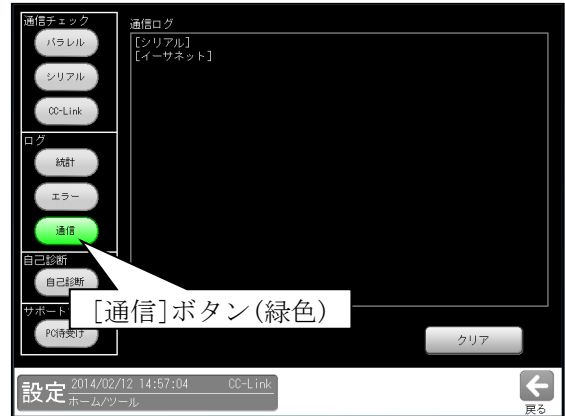 通信チェック
パラレル
シリアル
CC-Link
ログ
統計
エラー
通信
自己診断
自己診断
サポート
PC待受け
通信ログ
[シリアル]
[イーサネット]
[通信]ボタン(緑色)
クリア
設定 2014/02/12 14:57:04 CC-Link
ホーム/ツール
戻る